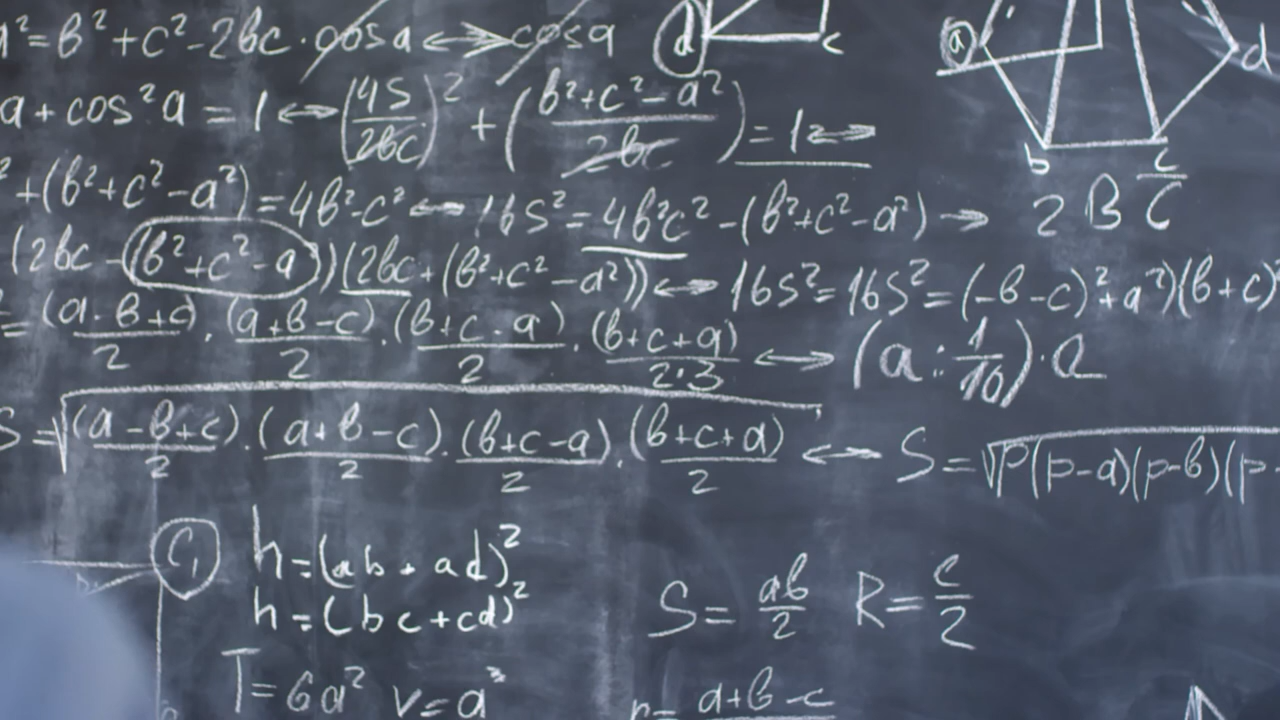 a²=b²+c²-2bc·cosa ⟷ cosa
d c
a d b c
a+cos²a=1 ⟷ (4S/2bc)² + (b²+c²-a²/2bc)=1 ⟷
²+(b²+c²-a²)=4b²-c² ⟷ 16S²=4b²c²-(b²+c²-a²) → 2BC̅
(2bc-(b²+c²-a))(2bc+(b²+c²-a²)) ⟷ 16S²=16S²=(-b-c)²+a²)(b+c)²
=(a-b+c)/2·(a+b-c)/2·(b+c-a)/2·(b+c+a)/2·3 ⟷ (a:1/10)·a
S=√(a-b+c)/2·(a+b-c)/2·(b+c-a)/2·(b+c+a)/2 ⟷ S=√p(p-a)(p-b)(p-
C₁ h=(ab+ad)²
h=(bc+cd)²
S=ab/2 R=c/2
T=6a² v=a³ r=a+b-c